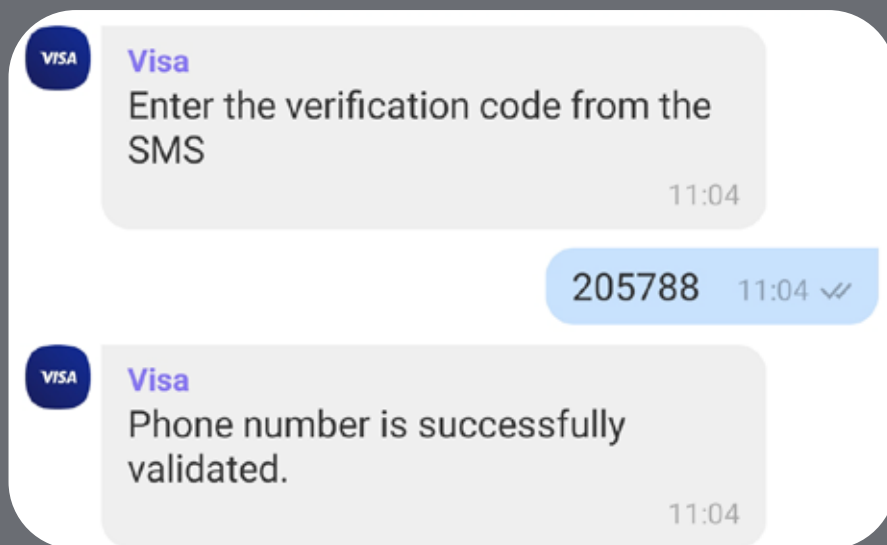 VISA
Visa
Enter the verification code from the
SMS
11:04
205788 11:04
VISA
Visa
Phone number is successfully
validated.
11:04